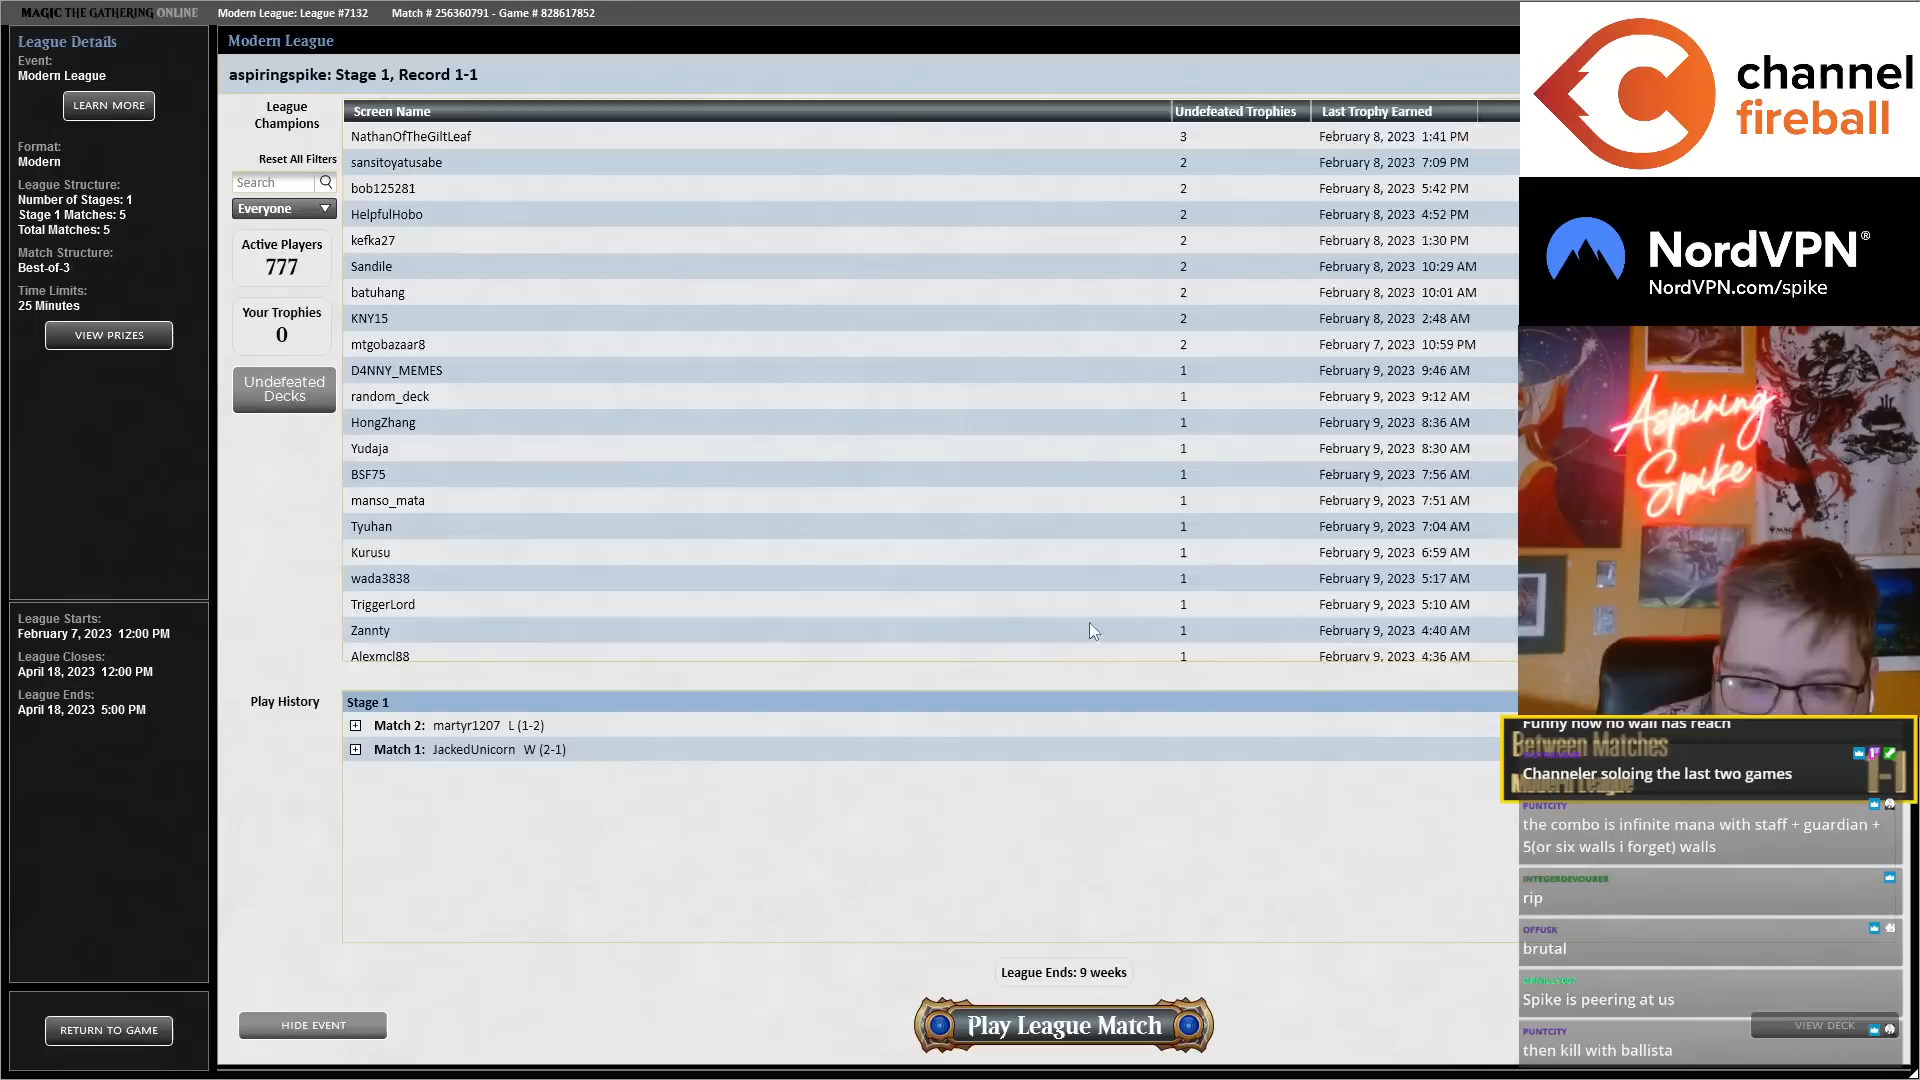 MAGIC THE GATHERING ONLINE
Modern League: League #7132
Match # 256360791 - Game # 828617852
League Details
Event:
Modern League
LEARN MORE
Format:
Modern
League Structure:
Number of Stages: 1
Stage 1 Matches: 5
Total Matches: 5
Match Structure:
Best-of-3
Time Limits:
25 Minutes
VIEW PRIZES
League Starts:
February 7, 2023 12:00 PM
League Closes:
April 18, 2023 12:00 PM
League Ends:
April 18, 2023 5:00 PM
RETURN TO GAME
Modern League
aspiringspike: Stage 1, Record 1-1
League
Champions
Reset All Filters
Search
Everyone
Active Players
777
Your Trophies
0
Undefeated
Decks
Screen Name Undefeated Trophies Last Trophy Earned
NathanOfTheGiltLeaf 3 February 8, 2023 1:41 PM
sansitoyatusabe 2 February 8, 2023 7:09 PM
bob125281 2 February 8, 2023 5:42 PM
HelpfulHobo 2 February 8, 2023 4:52 PM
kefka27 2 February 8, 2023 1:30 PM
Sandile 2 February 8, 2023 10:29 AM
batuhang 2 February 8, 2023 10:01 AM
KNY15 2 February 8, 2023 2:48 AM
mtgobazaar8 2 February 7, 2023 10:59 PM
D4NNY_MEMES 1 February 9, 2023 9:46 AM
random_deck 1 February 9, 2023 9:12 AM
HongZhang 1 February 9, 2023 8:36 AM
Yudaja 1 February 9, 2023 8:30 AM
BSF75 1 February 9, 2023 7:56 AM
manso_mata 1 February 9, 2023 7:51 AM
Tyuhan 1 February 9, 2023 7:04 AM
Kurusu 1 February 9, 2023 6:59 AM
wada3838 1 February 9, 2023 5:17 AM
TriggerLord 1 February 9, 2023 5:10 AM
Zannty 1 February 9, 2023 4:40 AM
Alexmcl88 1 February 9, 2023 4:36 AM
Play History
Stage 1
Match 2: martyr1207 L (1-2)
Match 1: JackedUnicorn W (2-1)
League Ends: 9 weeks
HIDE EVENT
Play League Match
channel
fireball
NordVPN®
NordVPN.com/spike
Aspiring
Spike
Funny how no wall has reach
Between Matches
Channeler soloing the last two games
Modern League
1-1
PUNTCITY
the combo is infinite mana with staff + guardian +
5(or six walls i forget) walls
INTEGERDEVOURER
rip
OFFUSK
brutal
Spike is peering at us
VIEW DECK
PUNTCITY
then kill with ballista